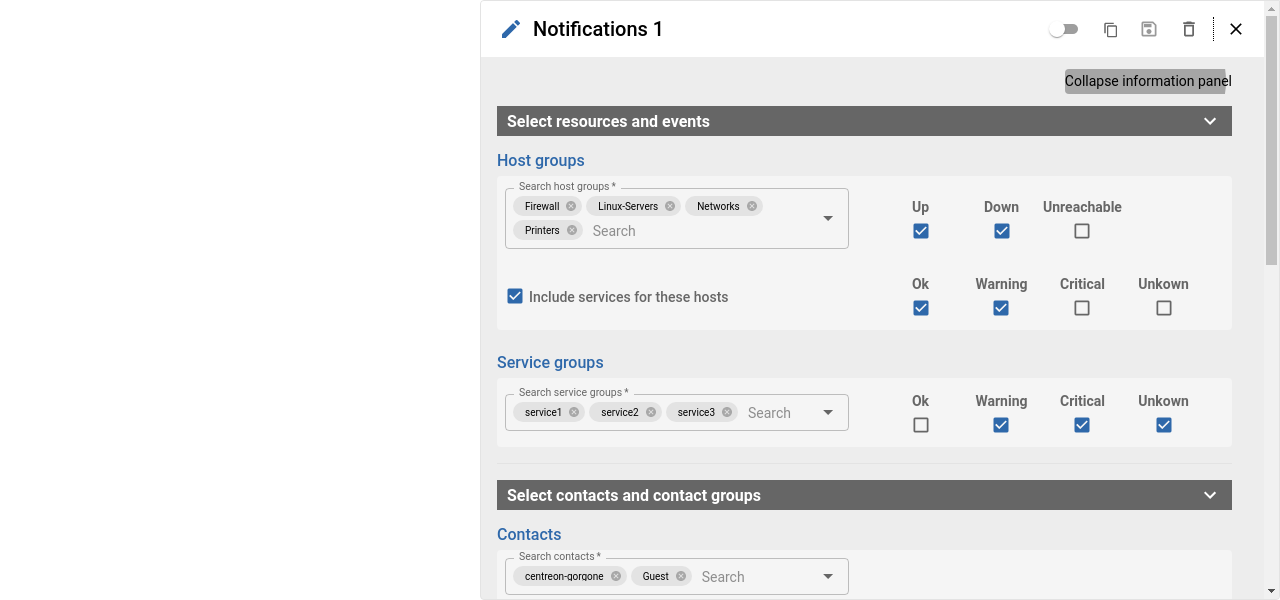 Notifications 1
Collapse information panel
Select resources and events
Host groups
Search host groups *
Firewall Linux-Servers Networks
Printers Search
Up Down Unreachable
Include services for these hosts
Ok Warning Critical Unkown
Service groups
Search service groups *
service1 service2 service3 Search
Ok Warning Critical Unkown
Select contacts and contact groups
Contacts
Search contacts *
centreon-gorgone Guest Search